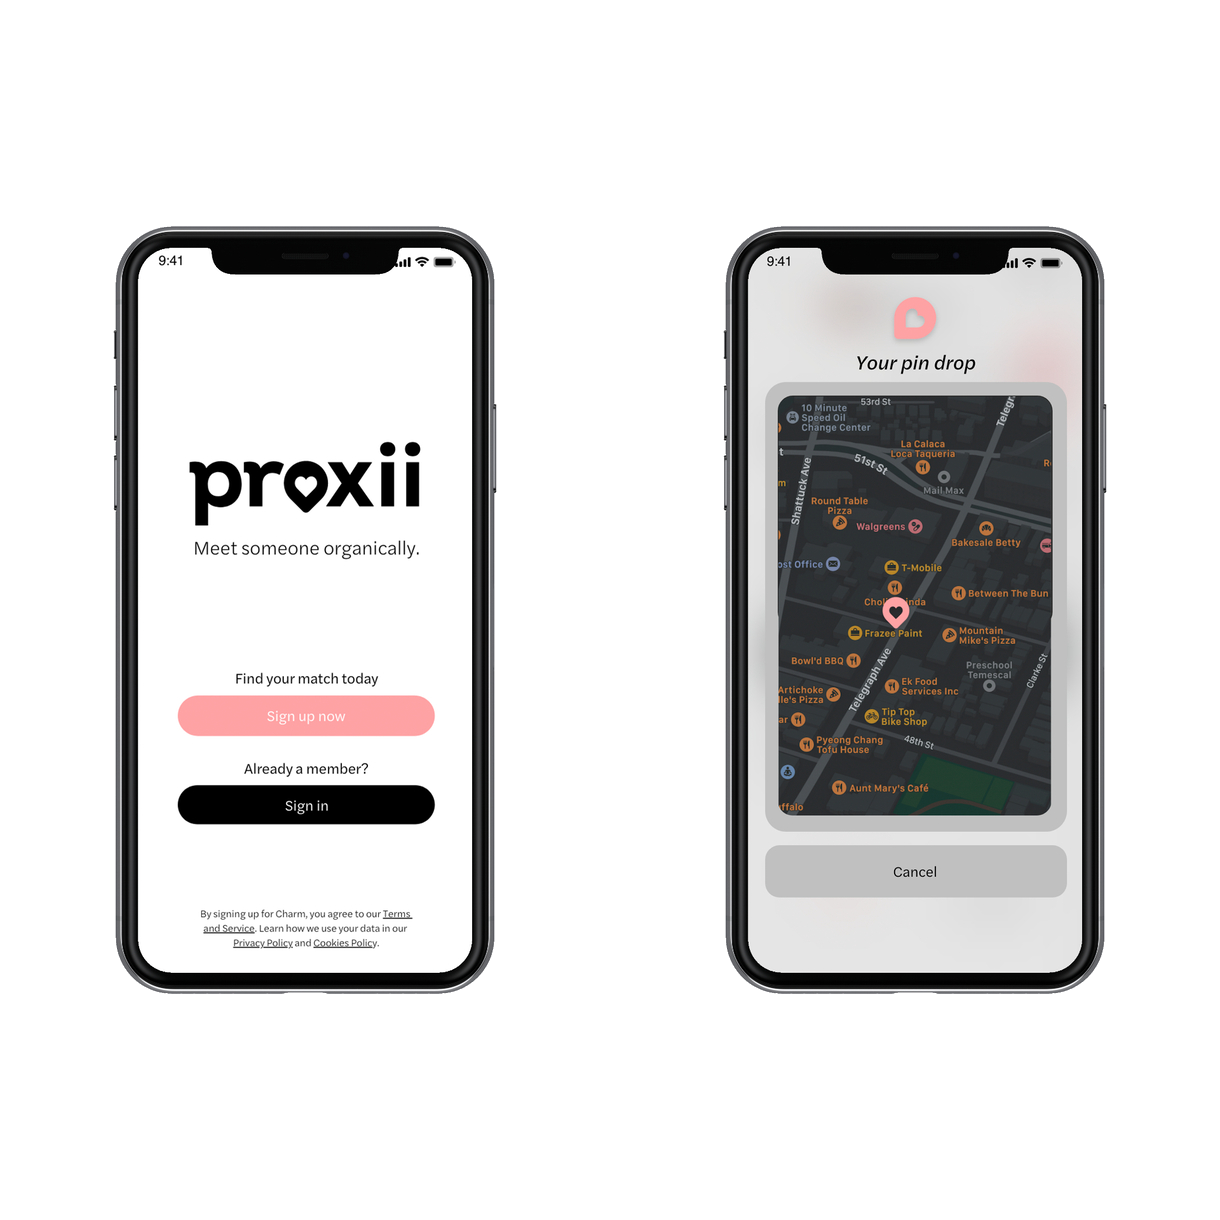 9:41
proxii
Meet someone organically.
Find your match today
Sign up now
Already a member?
Sign in
By signing up for Charm, you agree to our Terms
and Service. Learn how we use your data in our
Privacy Policy and Cookies Policy.
9:41
Your pin drop
53rd St
10 Minute
Speed Oil
Change Center
Telegr
La Calaca
Loca Taqueria
51st St
Shattuck Ave
Mail Max
Round Table
Pizza
Walgreens
Bakesale Betty
ost Office
T-Mobile
Between The Bun
Frazee Paint
Mountain
Mike's Pizza
Bowl'd BBQ
Preschool
Temescal
Clarke St
Telegraph Ave
Ek Food
Services Inc
Artichoke
lle's Pizza
Tip Top
Bike Shop
ar
Pyeong Chang
Tofu House
48th St
Aunt Mary's Café
ffalo
Cancel